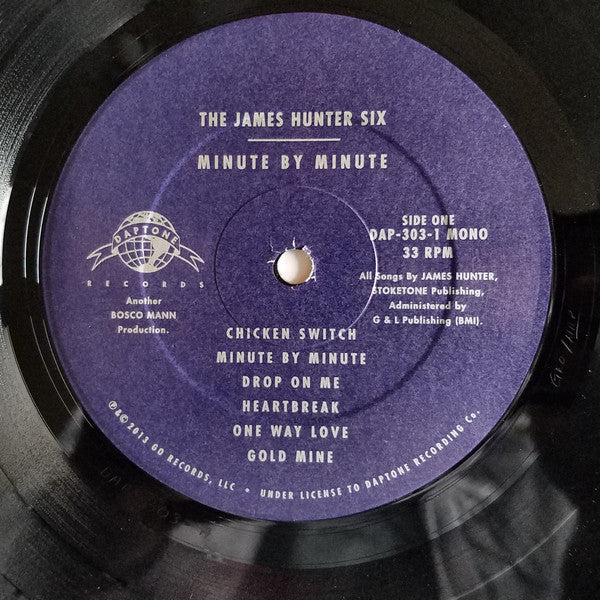 THE JAMES HUNTER SIX
MINUTE BY MINUTE
DAPTONE
RECORDS
Another
BOSCO MANN
Production.
SIDE ONE
DAP-303-1 MONO
33 RPM
All Songs By JAMES HUNTER,
STOKETONE Publishing,
Administered by
G & L Publishing (BMI).
CHICKEN SWITCH
MINUTE BY MINUTE
DROP ON ME
HEARTBREAK
ONE WAY LOVE
GOLD MINE
℗&© 2013 GO RECORDS, LLC • UNDER LICENSE TO DAPTONE RECORDING Co.